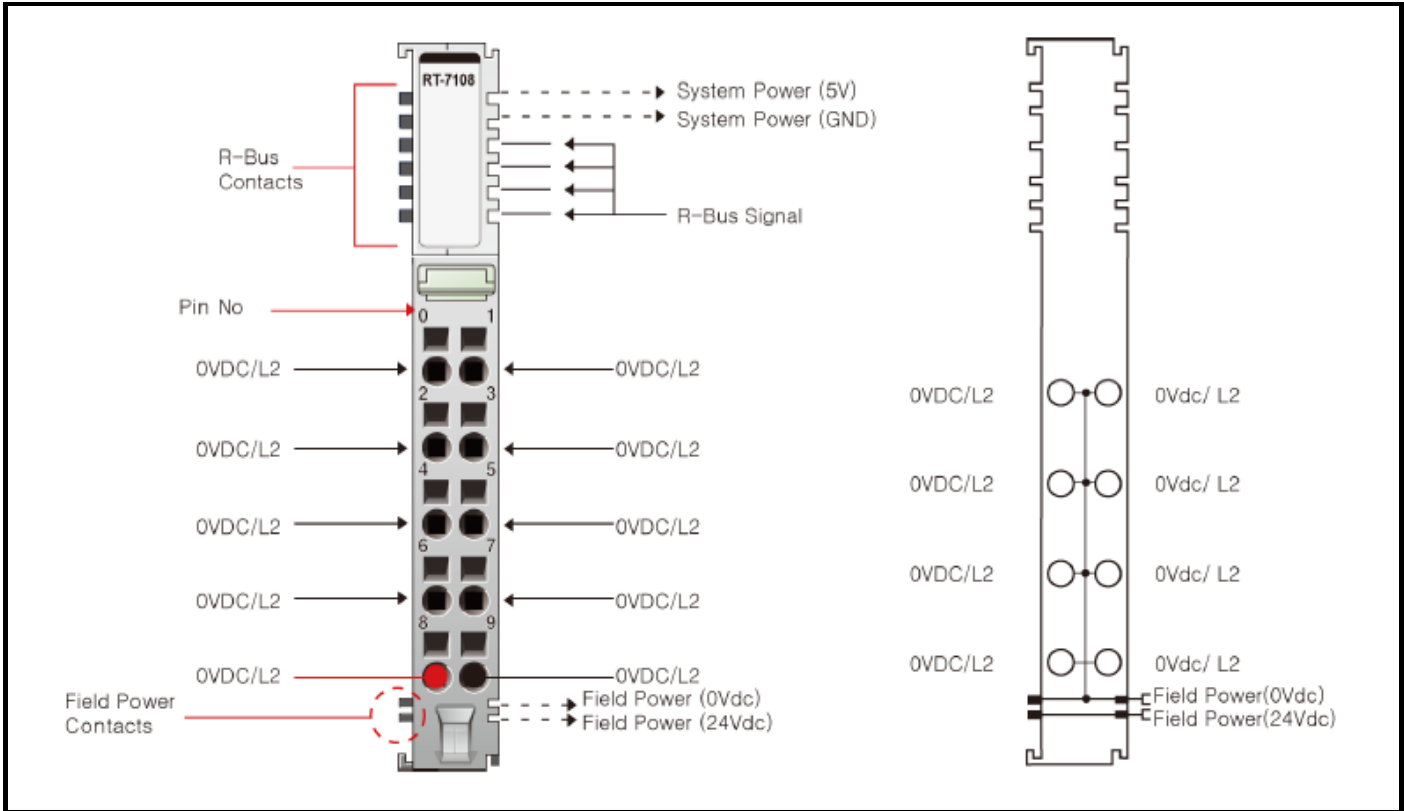 RT-7108
System Power (5V)
System Power (GND)
R-Bus
Contacts
R-Bus Signal
Pin No
0 1
0VDC/L2 0VDC/L2
2 3
0VDC/L2 0VDC/L2
4 5
0VDC/L2 0VDC/L2
6 7
0VDC/L2 0VDC/L2
8 9
0VDC/L2 0VDC/L2
Field Power
Contacts
Field Power (0Vdc)
Field Power (24Vdc)
0VDC/L2 0Vdc/ L2
0VDC/L2 0Vdc/ L2
0VDC/L2 0Vdc/ L2
0VDC/L2 0Vdc/ L2
Field Power(0Vdc)
Field Power(24Vdc)